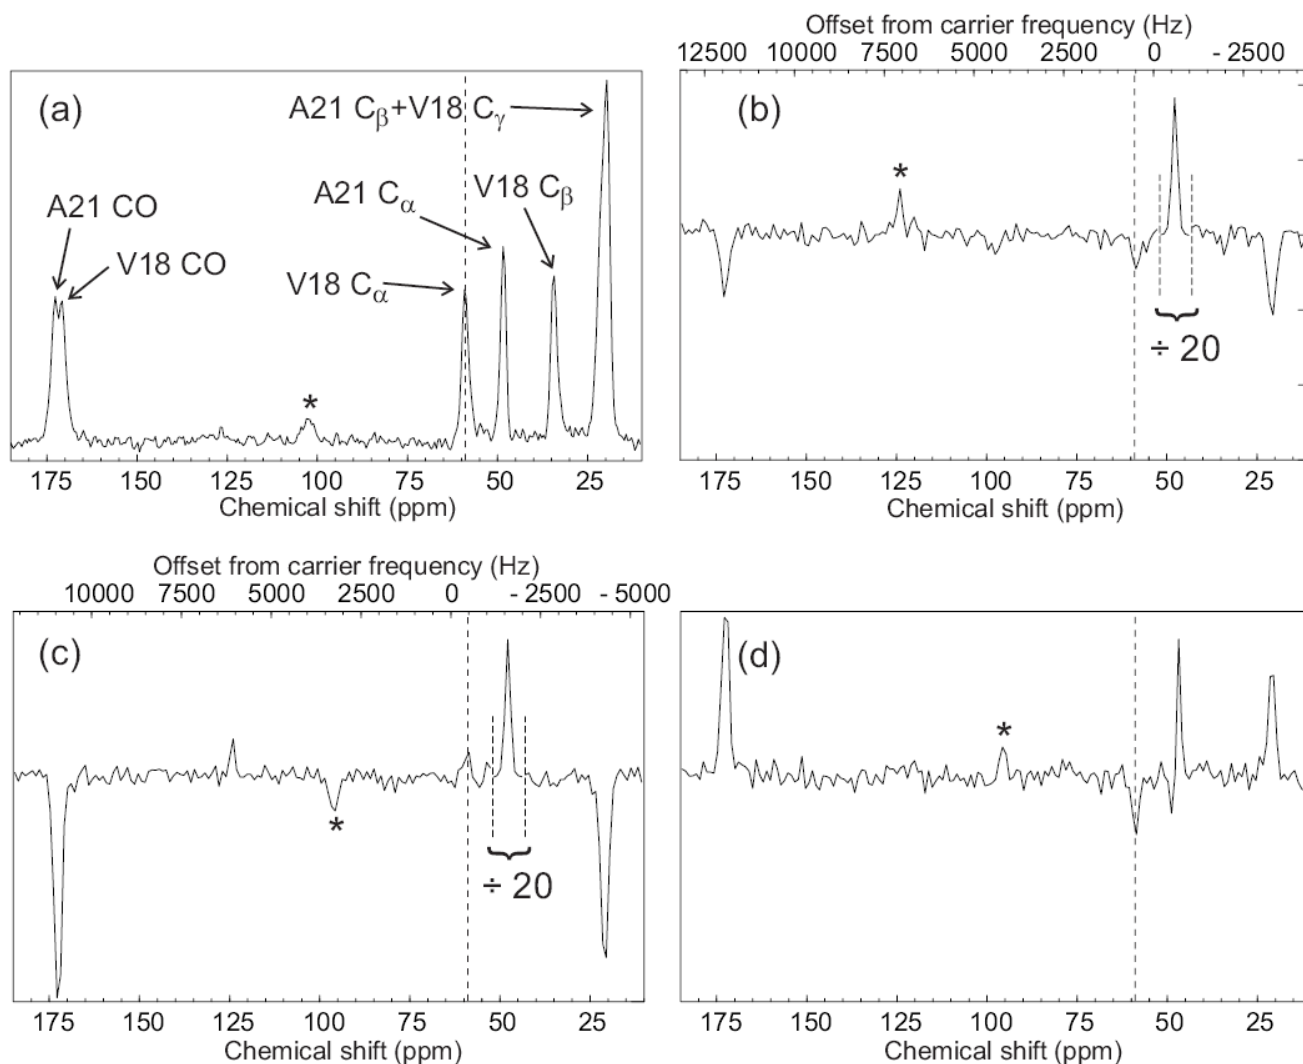 (a)
A21 Cβ+V18 Cγ
A21 Cα
V18 Cβ
A21 CO
V18 CO
V18 Cα
*
175 150 125 100 75 50 25
Chemical shift (ppm)
Offset from carrier frequency (Hz)
12500 10000 7500 5000 2500 0 - 2500
(b)
*
÷ 20
175 150 125 100 75 50 25
Chemical shift (ppm)
Offset from carrier frequency (Hz)
10000 7500 5000 2500 0 - 2500 - 5000
(c)
*
÷ 20
175 150 125 100 75 50 25
Chemical shift (ppm)
(d)
*
175 150 125 100 75 50 25
Chemical shift (ppm)